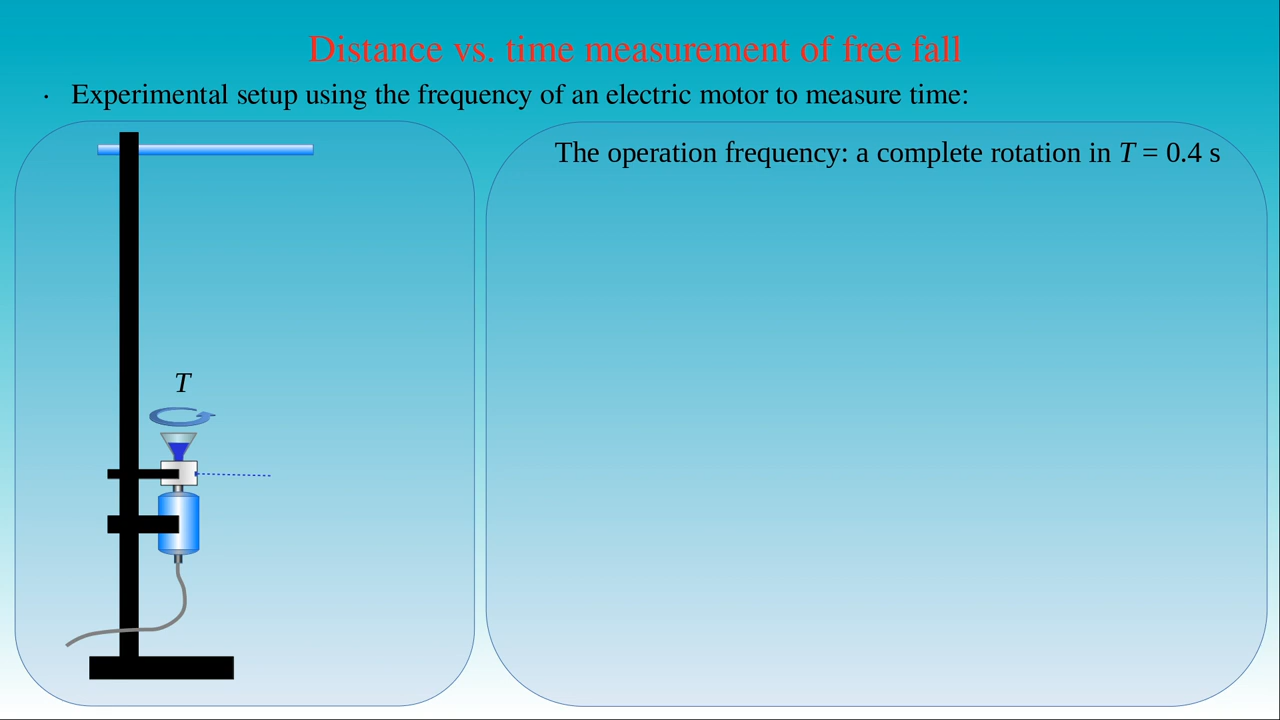 Distance vs. time measurement of free fall
· Experimental setup using the frequency of an electric motor to measure time:
The operation frequency: a complete rotation in T = 0.4 s
T